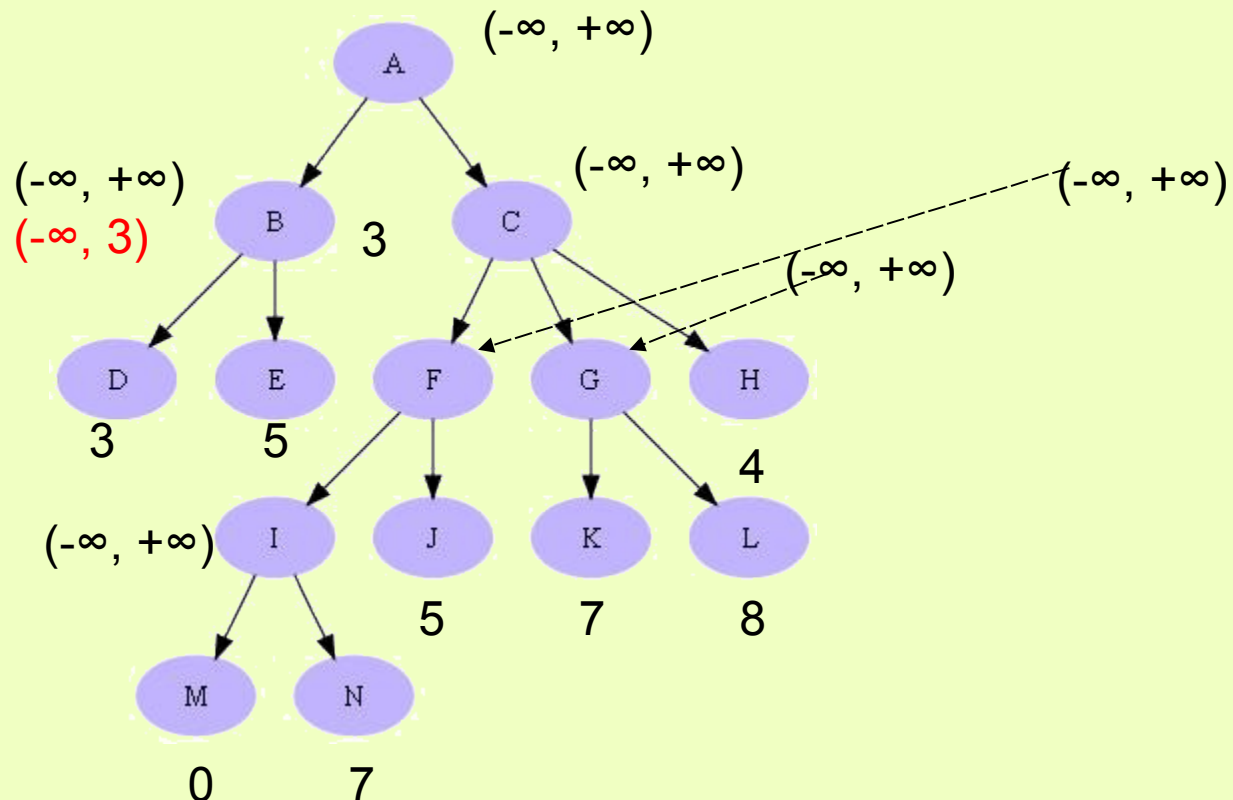 (-∞, +∞)
A
(-∞, +∞)
(-∞, +∞)
(-∞, +∞)
(-∞, 3)
B
3
C
(-∞, +∞)
D
E
F
G
H
3
5
4
(-∞, +∞)
I
J
K
L
5
7
8
M
N
0
7